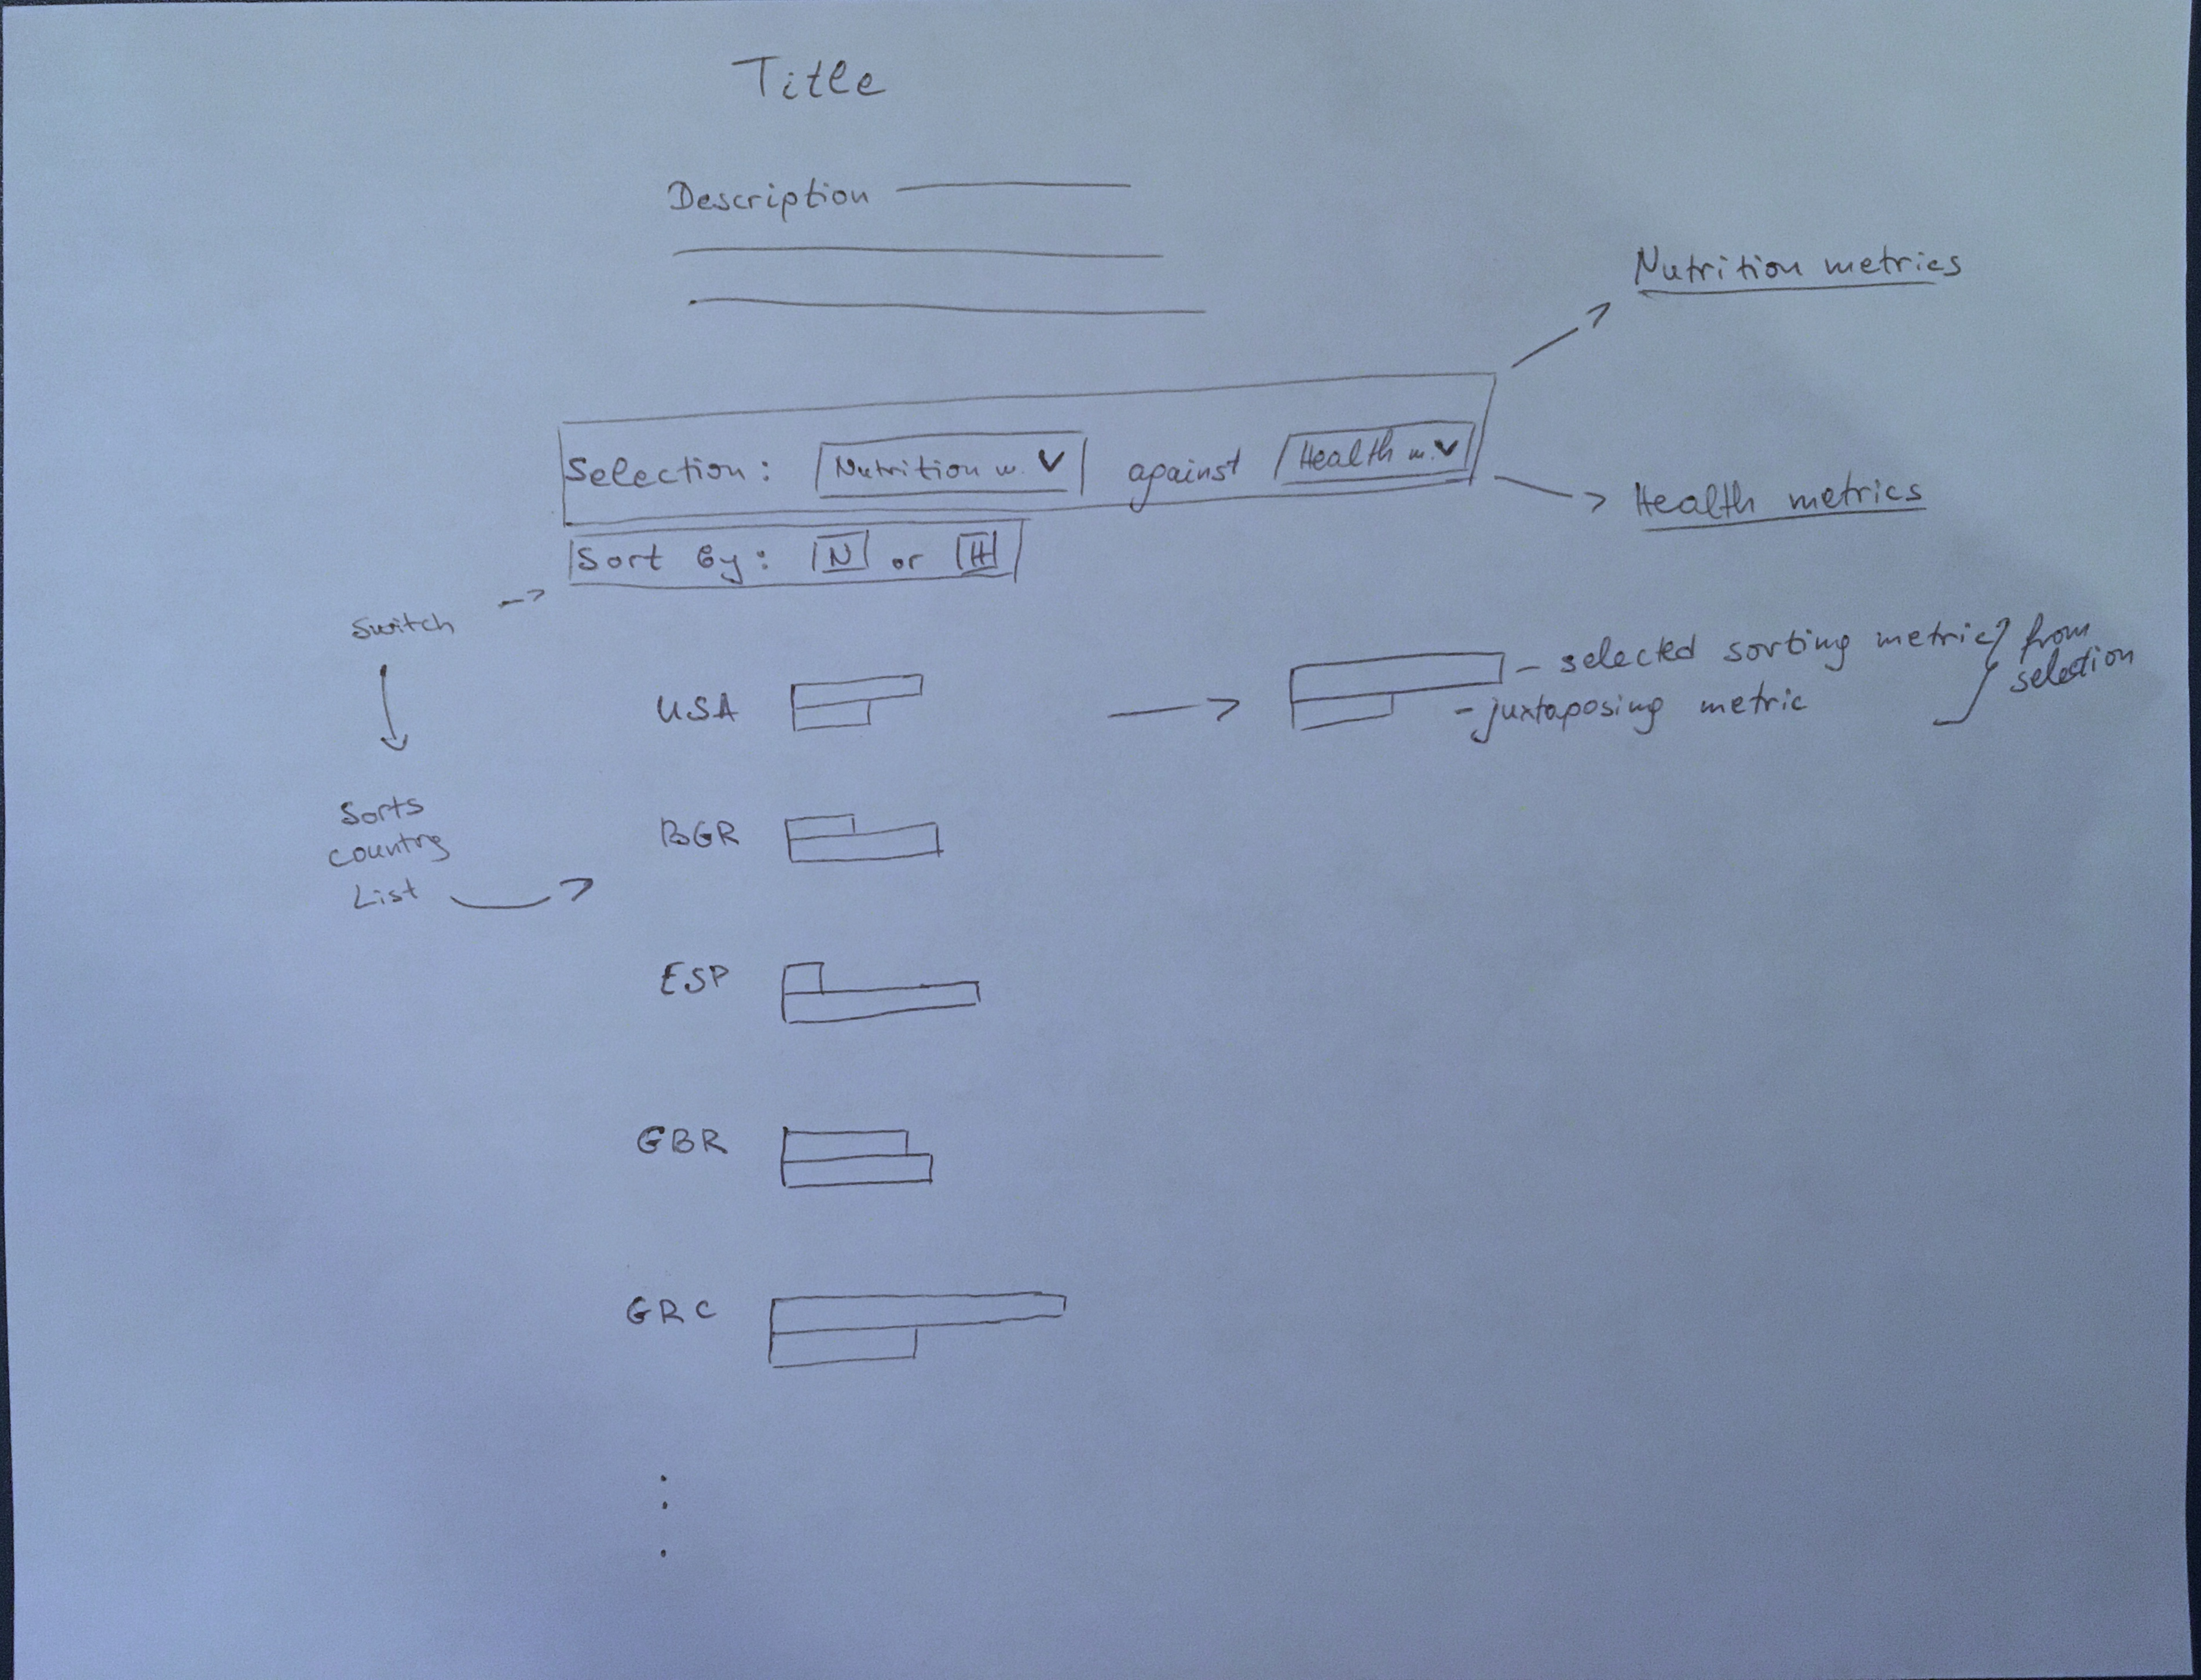 Title
Description
Nutrition metrics
Selection: Nutrition m. against Health m.
Health metrics
Sort by: N or H
Switch
Sorts
country
List
USA
- selected sorting metric
- juxtaposing metric
from
selection
BGR
ESP
GBR
GRC